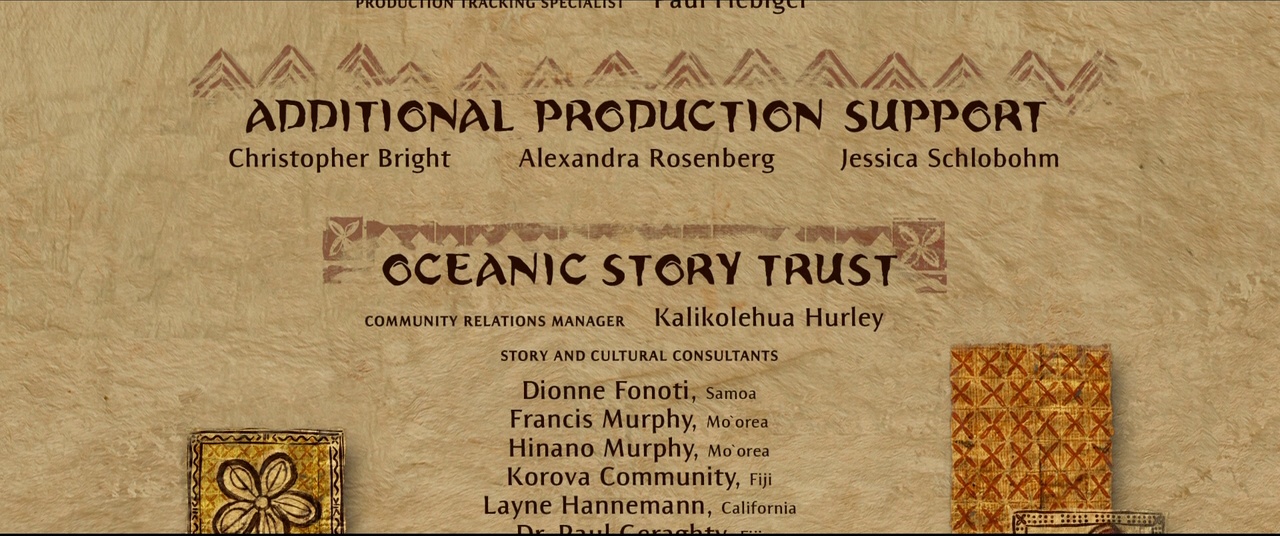 PRODUCTION TRACKING SPECIALIST Paul Hebiger
ADDITIONAL PRODUCTION SUPPORT
Christopher Bright Alexandra Rosenberg Jessica Schlobohm
OCEANIC STORY TRUST
COMMUNITY RELATIONS MANAGER Kalikolehua Hurley
STORY AND CULTURAL CONSULTANTS
Dionne Fonoti, Samoa
Francis Murphy, Mo`orea
Hinano Murphy, Mo`orea
Korova Community, Fiji
Layne Hannemann, California
Dr. Paul Geraghty, Fiji